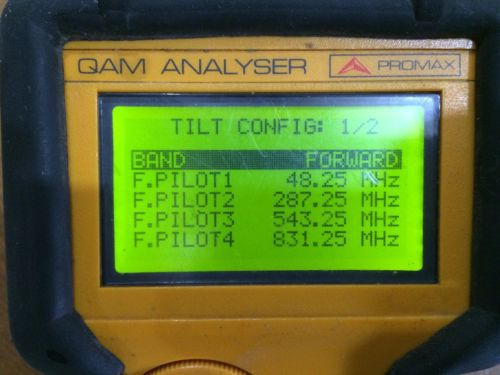 QAM ANALYSER PROMAX
TILT CONFIG: 1/2
BAND FORWARD
F.PILOT1 48.25 MHz
F.PILOT2 287.25 MHz
F.PILOT3 543.25 MHz
F.PILOT4 831.25 MHz